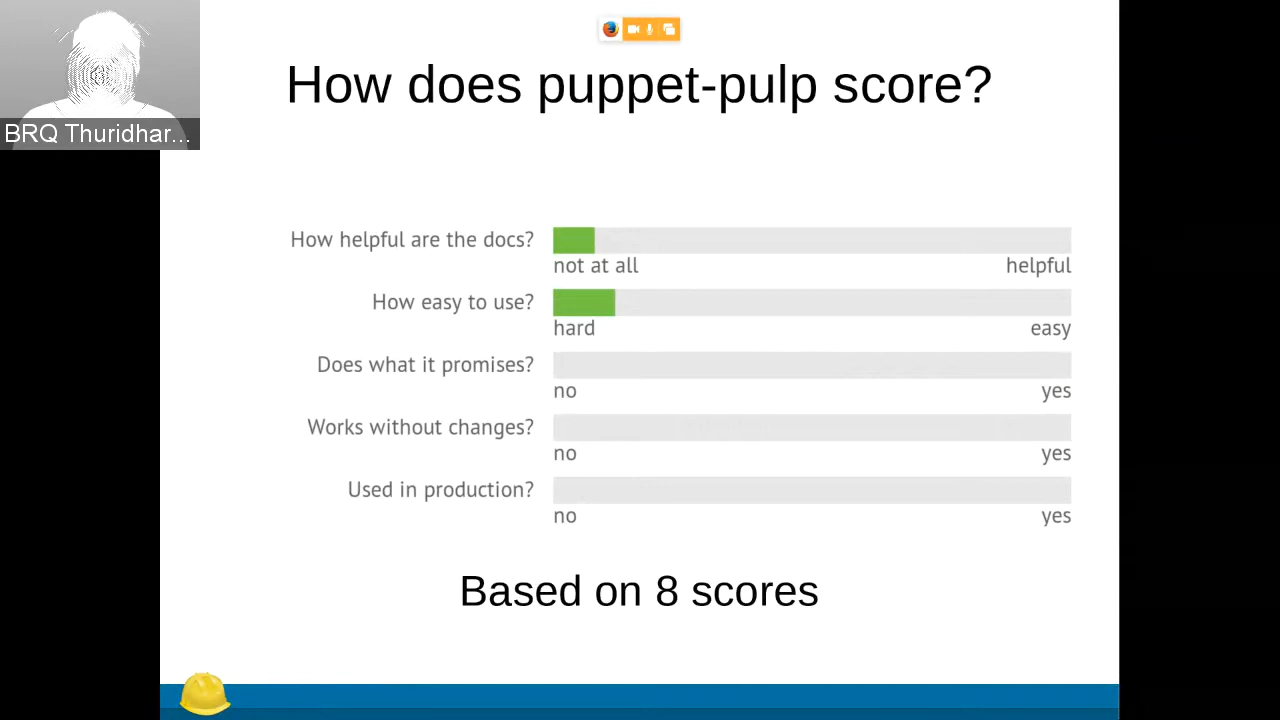 How does puppet-pulp score?
BRQ Thuridhar...
How helpful are the docs?
not at all helpful
How easy to use?
hard easy
Does what it promises?
no yes
Works without changes?
no yes
Used in production?
no yes
Based on 8 scores